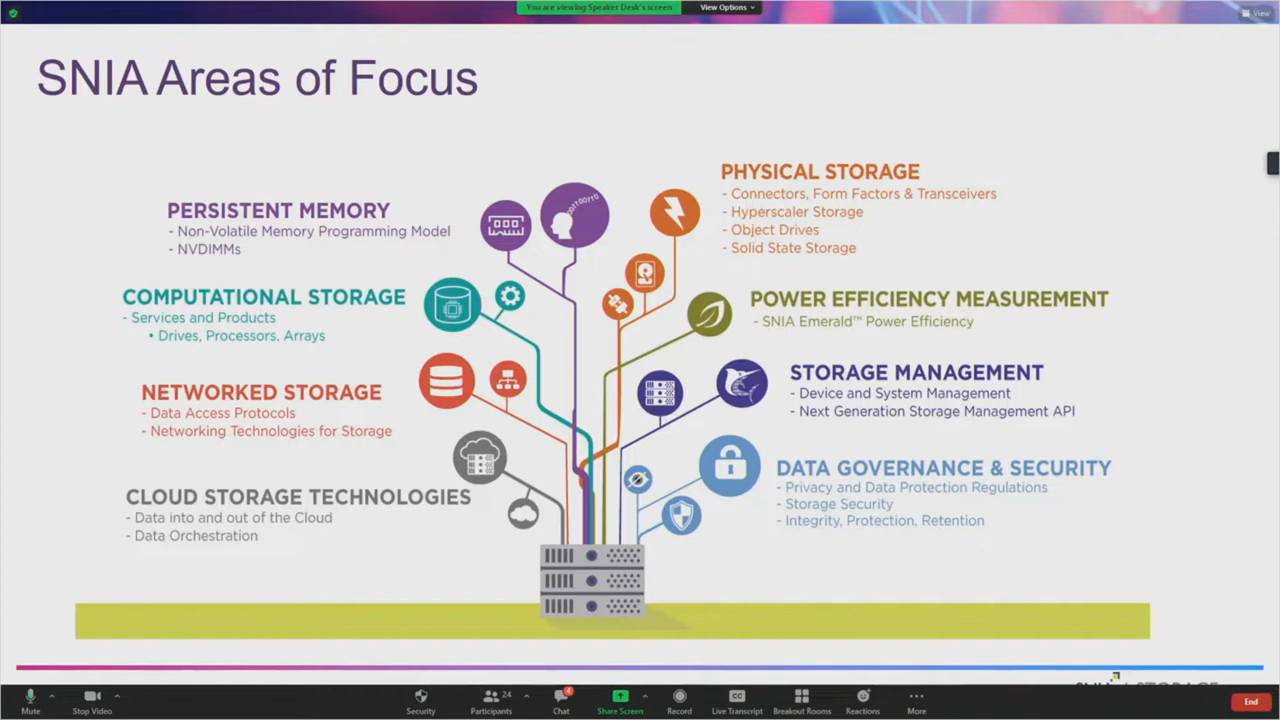 You are viewing Speaker Desk's screen
View Options
View
SNIA Areas of Focus
PERSISTENT MEMORY
- Non-Volatile Memory Programming Model
- NVDIMMs
COMPUTATIONAL STORAGE
- Services and Products
• Drives, Processors, Arrays
NETWORKED STORAGE
- Data Access Protocols
- Networking Technologies for Storage
CLOUD STORAGE TECHNOLOGIES
- Data into and out of the Cloud
- Data Orchestration
PHYSICAL STORAGE
- Connectors, Form Factors & Transceivers
- Hyperscaler Storage
- Object Drives
- Solid State Storage
POWER EFFICIENCY MEASUREMENT
- SNIA Emerald™ Power Efficiency
STORAGE MANAGEMENT
- Device and System Management
- Next Generation Storage Management API
DATA GOVERNANCE & SECURITY
- Privacy and Data Protection Regulations
- Storage Security
- Integrity, Protection, Retention
Mute
Stop Video
Security
Participants
24
Chat
4
Share Screen
Record
CC
Live Transcript
Breakout Rooms
Reactions
More
End